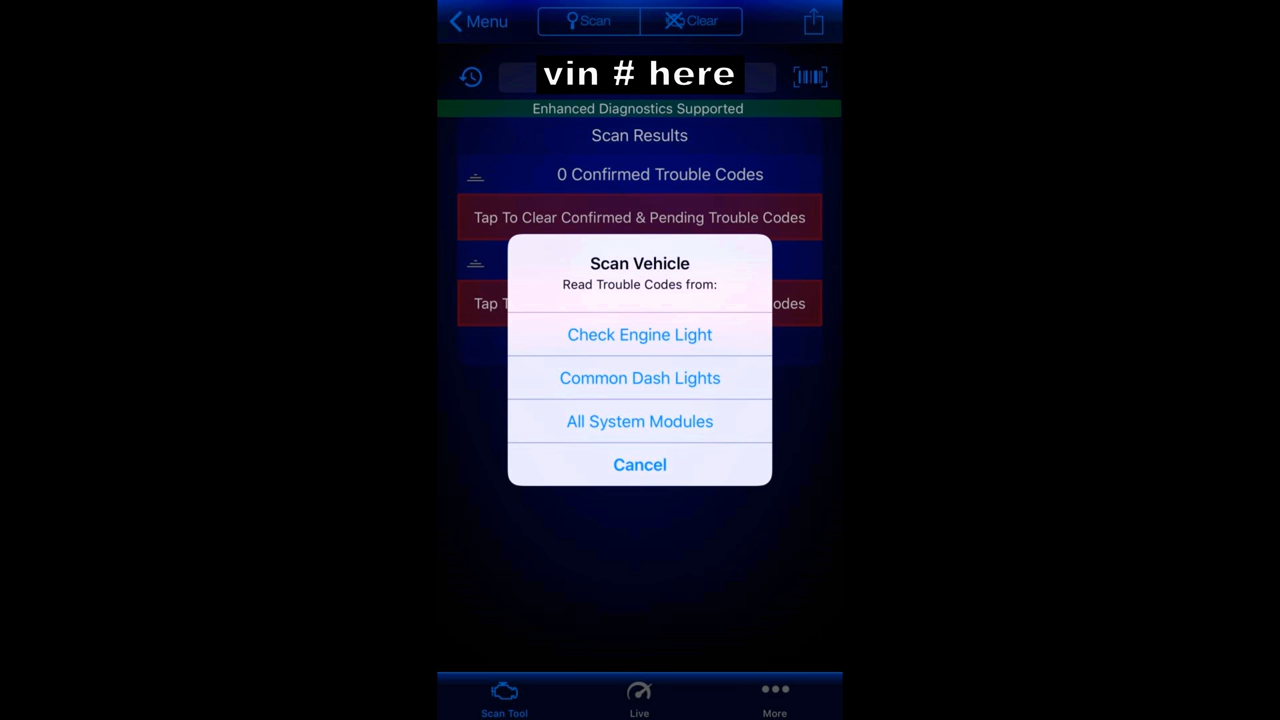 Menu
Scan
Clear
vin # here
Enhanced Diagnostics Supported
Scan Results
0 Confirmed Trouble Codes
Tap To Clear Confirmed & Pending Trouble Codes
Scan Vehicle
Read Trouble Codes from:
Tap T
odes
Check Engine Light
Common Dash Lights
All System Modules
Cancel
Scan Tool
Live
More